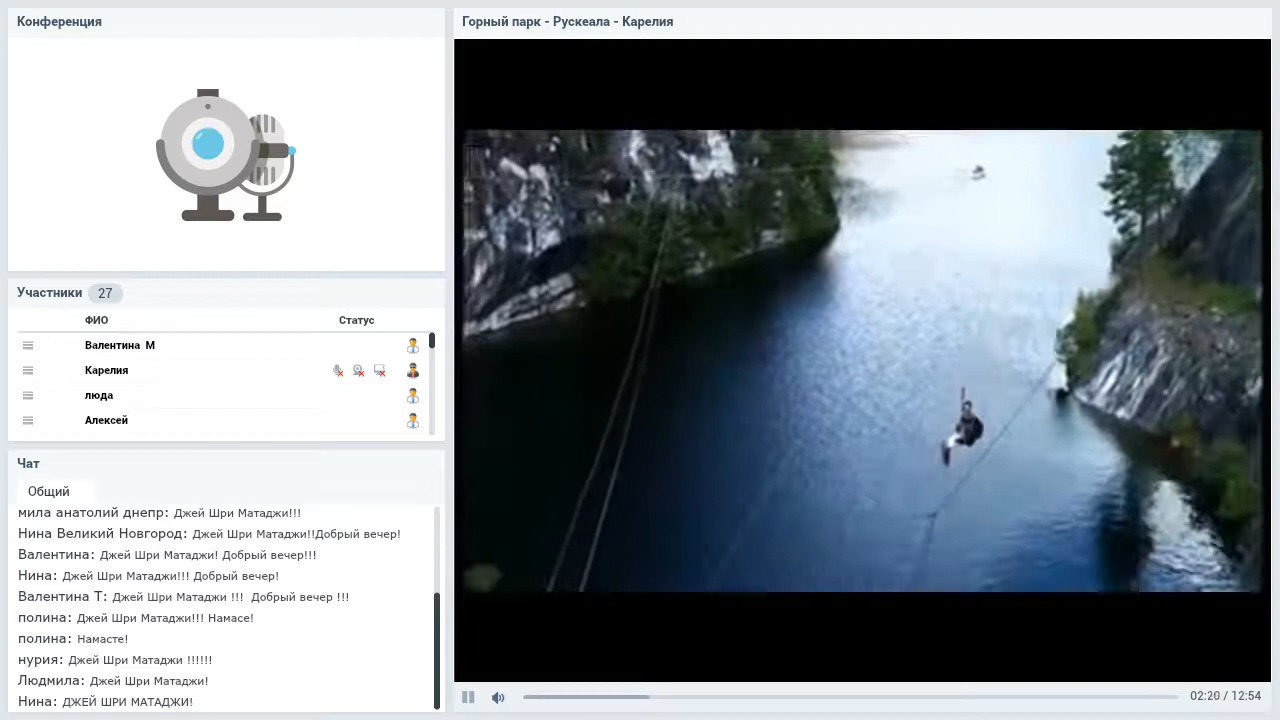 Конференция
Горный парк - Рускеала - Карелия
Участники 27
ФИО Статус
Валентина М
Карелия
люда
Алексей
Чат
Общий
мила анатолий днепр: Джей Шри Матаджи!!!
Нина Великий Новгород: Джей Шри Матаджи!!Добрый вечер!
Валентина: Джей Шри Матаджи! Добрый вечер!!!
Нина: Джей Шри Матаджи!!! Добрый вечер!
Валентина Т: Джей Шри Матаджи !!! Добрый вечер !!!
полина: Джей Шри Матаджи!!! Намасе!
полина: Намасте!
нурия: Джей Шри Матаджи !!!!!!
Людмила: Джей Шри Матаджи!
Нина: ДЖЕЙ ШРИ МАТАДЖИ!
02:20 / 12:54